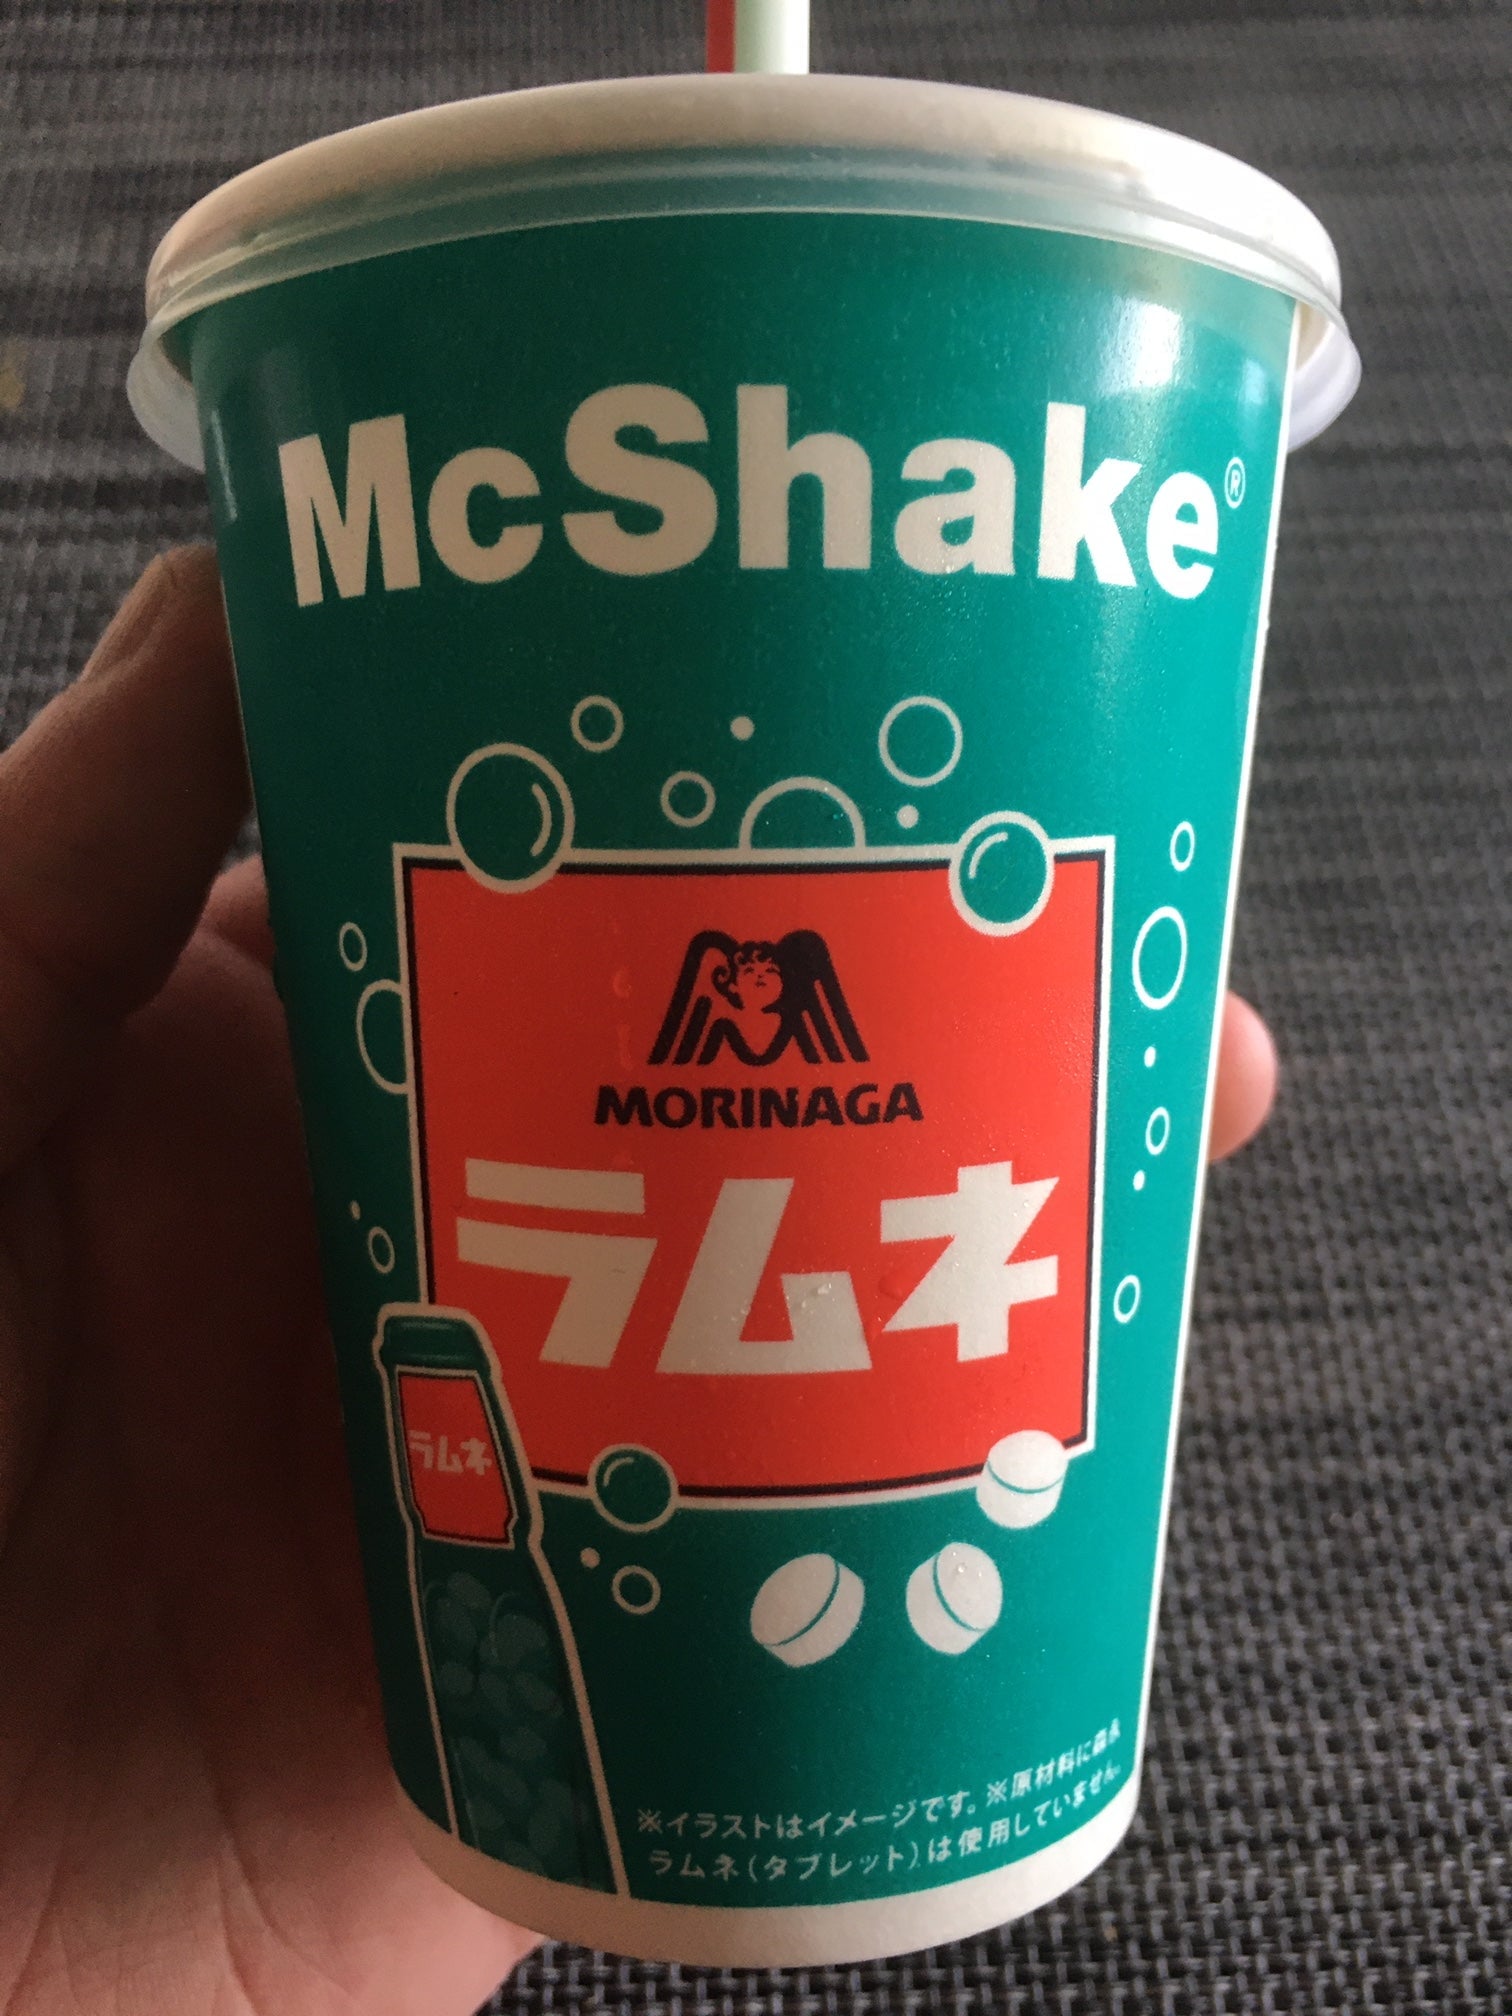 McShake®
MORINAGA
ラムネ
ラムネ
※イラストはイメージです。※原材料に森永
ラムネ(タブレット)は使用していません。